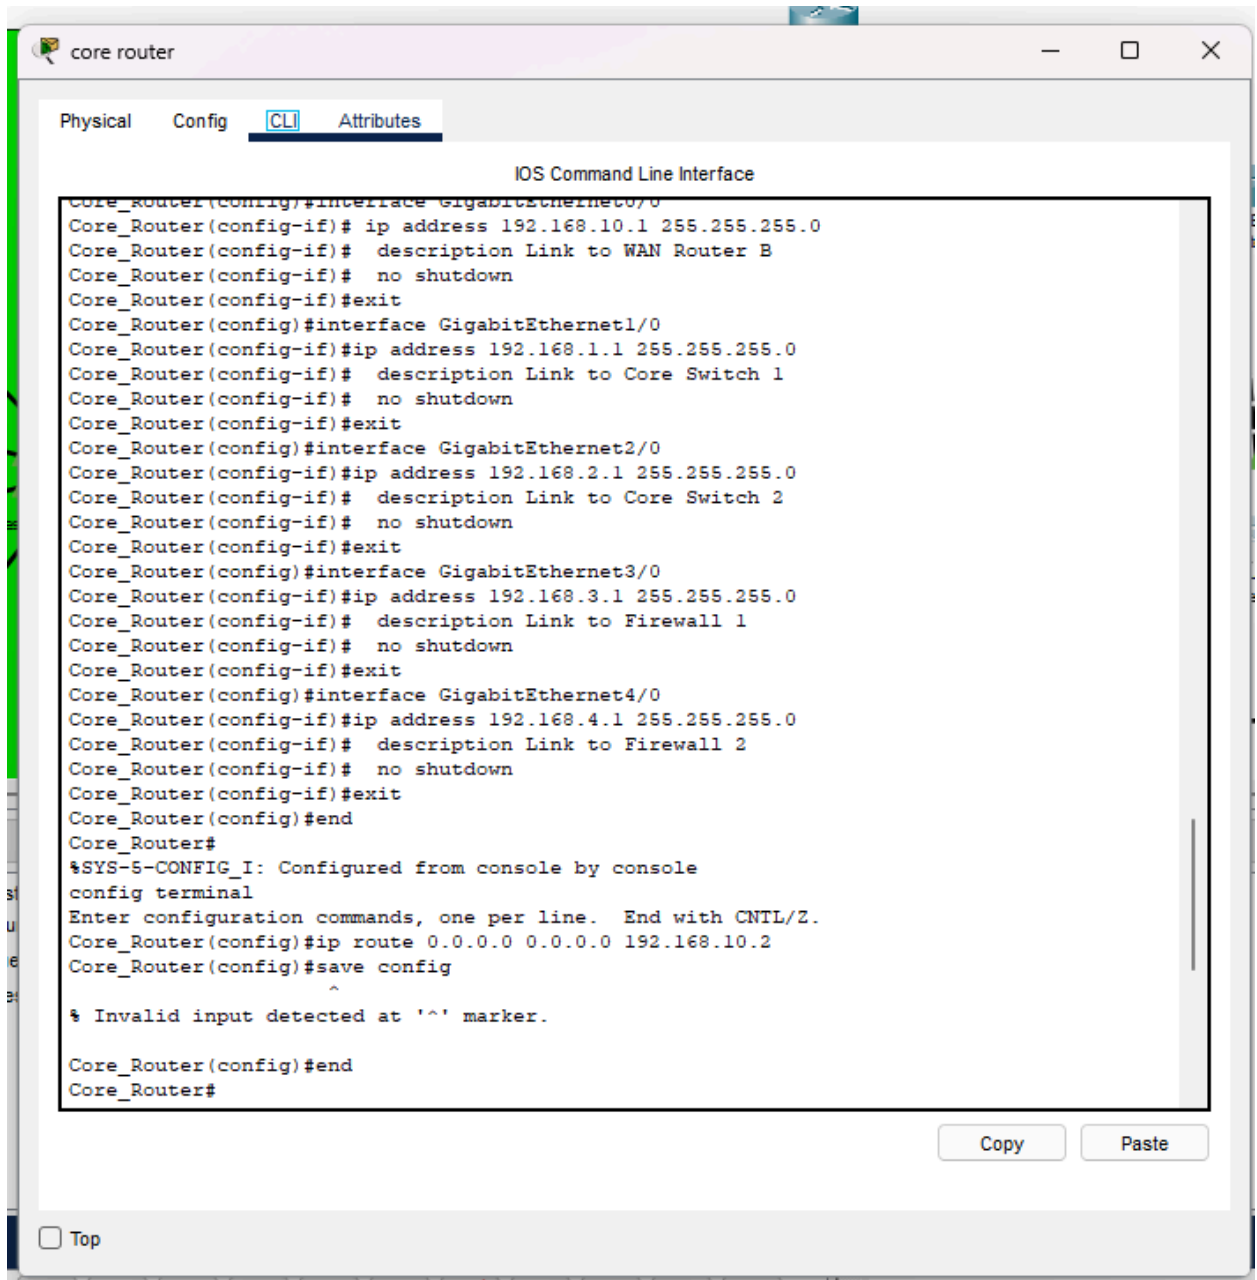 core router
Physical Config CLI Attributes
IOS Command Line Interface
Core_Router(config)#interface GigabitEthernet0/0
Core_Router(config-if)# ip address 192.168.10.1 255.255.255.0
Core_Router(config-if)#  description Link to WAN Router B
Core_Router(config-if)#  no shutdown
Core_Router(config-if)#exit
Core_Router(config)#interface GigabitEthernet1/0
Core_Router(config-if)#ip address 192.168.1.1 255.255.255.0
Core_Router(config-if)#  description Link to Core Switch 1
Core_Router(config-if)#  no shutdown
Core_Router(config-if)#exit
Core_Router(config)#interface GigabitEthernet2/0
Core_Router(config-if)#ip address 192.168.2.1 255.255.255.0
Core_Router(config-if)#  description Link to Core Switch 2
Core_Router(config-if)#  no shutdown
Core_Router(config-if)#exit
Core_Router(config)#interface GigabitEthernet3/0
Core_Router(config-if)#ip address 192.168.3.1 255.255.255.0
Core_Router(config-if)#  description Link to Firewall 1
Core_Router(config-if)#  no shutdown
Core_Router(config-if)#exit
Core_Router(config)#interface GigabitEthernet4/0
Core_Router(config-if)#ip address 192.168.4.1 255.255.255.0
Core_Router(config-if)#  description Link to Firewall 2
Core_Router(config-if)#  no shutdown
Core_Router(config-if)#exit
Core_Router(config)#end
Core_Router#
%SYS-5-CONFIG_I: Configured from console by console
config terminal
Enter configuration commands, one per line.  End with CNTL/Z.
Core_Router(config)#ip route 0.0.0.0 0.0.0.0 192.168.10.2
Core_Router(config)#save config
^
% Invalid input detected at '^' marker.
Core_Router(config)#end
Core_Router#
Copy Paste
Top